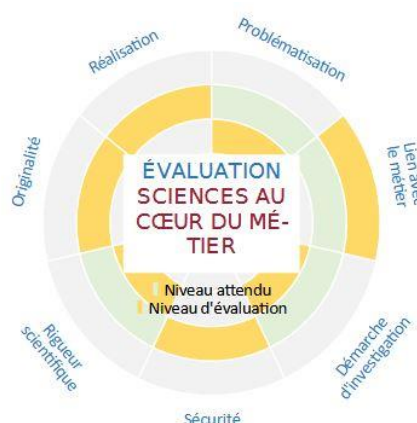 Réalisation
Problématisation
Originalité
Lien avec
le métier
ÉVALUATION
SCIENCES AU
CŒUR DU MÉ-
TIER
Niveau attendu
Niveau d'évaluation
Rigueur
scientifique
Démarche
d'investigation
Sécurité